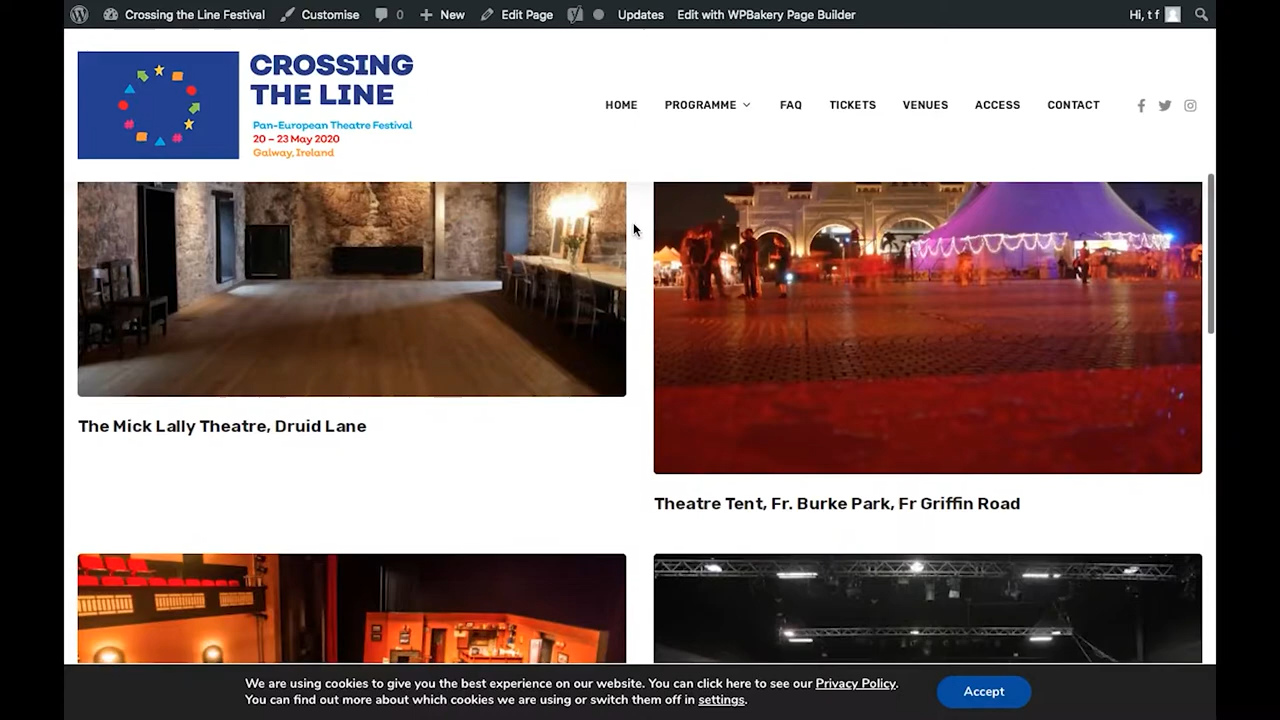 Crossing the Line Festival Customise 0 New Edit Page Updates Edit with WPBakery Page Builder Hi, t f
CROSSING
THE LINE
Pan-European Theatre Festival
20 – 23 May 2020
Galway, Ireland
HOME PROGRAMME FAQ TICKETS VENUES ACCESS CONTACT
The Mick Lally Theatre, Druid Lane
Theatre Tent, Fr. Burke Park, Fr Griffin Road
We are using cookies to give you the best experience on our website. You can click here to see our Privacy Policy.
You can find out more about which cookies we are using or switch them off in settings.
Accept